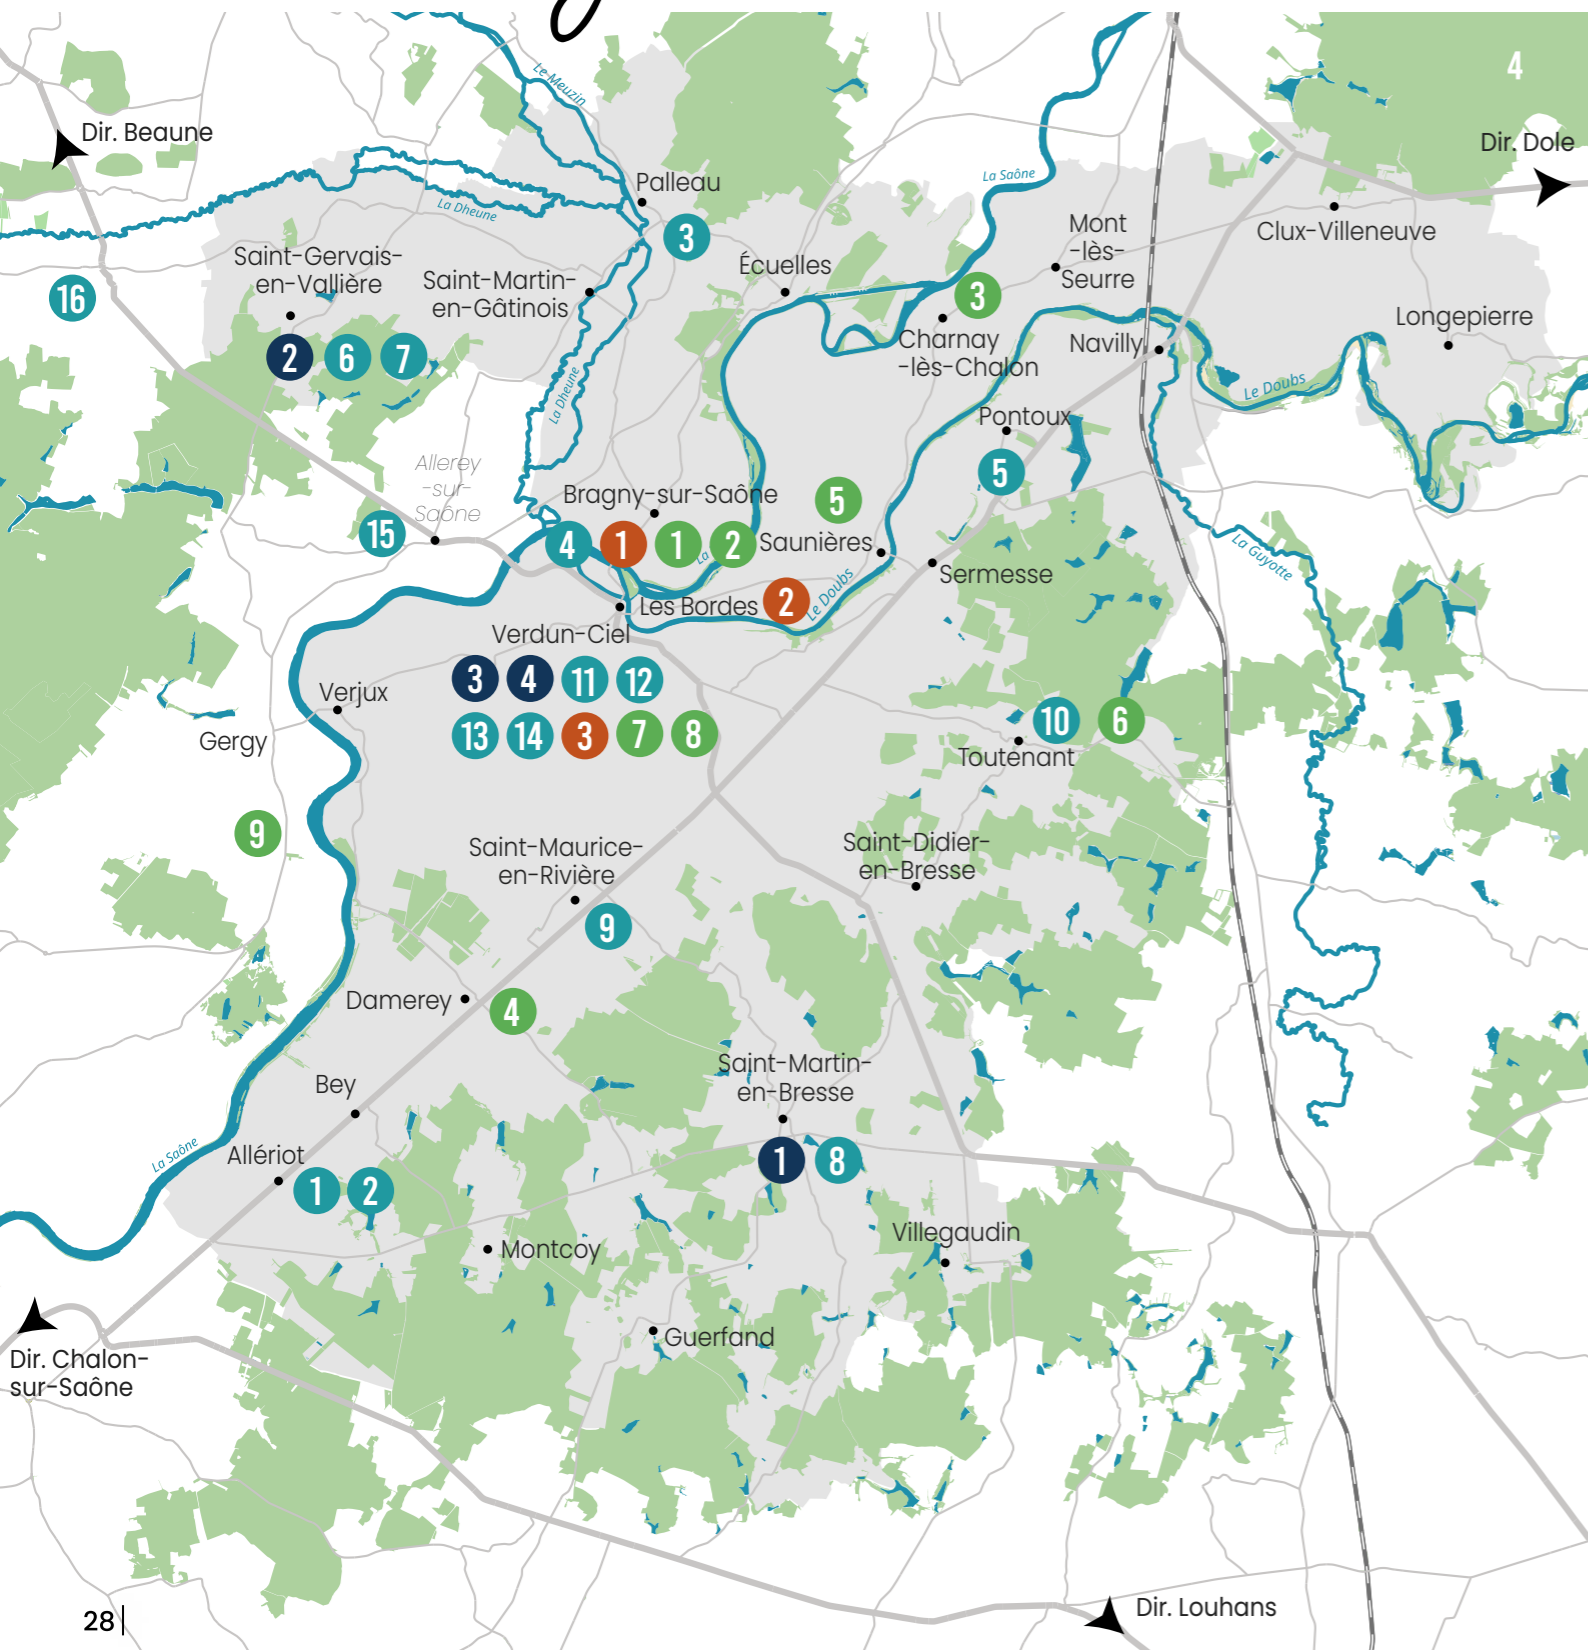 4
Le Meuzin
Dir. Beaune
Dir. Dole
La Saône
Palleau
La Dheune
3
Mont
-lès-
Seurre
Clux-Villeneuve
Saint-Gervais-
en-Vallière
Saint-Martin-
en-Gâtinois
Écuelles
16
3
Charnay
-lès-Chalon
Longepierre
Navilly
2 6 7
Le Doubs
La Dheune
Pontoux
Allerey
-sur-
Saône
5
Bragny-sur-Saône
5
15
4 1 1 2
La
Saunières
La Guyotte
Sermesse
Les Bordes
2
Le Doubs
Verdun-Ciel
3 4 11 12
13 14 3 7 8
Verjux
Gergy
10 6
Toutenant
9
Saint-Maurice-
en-Rivière
Saint-Didier-
en-Bresse
9
Damerey
4
Saint-Martin-
en-Bresse
Bey
La Saône
Allériot
1 8
1 2
Villegaudin
Montcoy
Guerfand
Dir. Chalon-
sur-Saône
Dir. Louhans
28